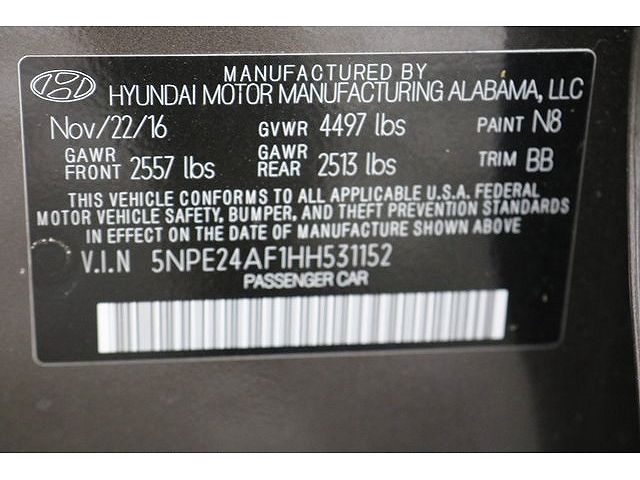 MANUFACTURED BY
HYUNDAI MOTOR MANUFACTURING ALABAMA, LLC
Nov/22/16 GVWR 4497 lbs PAINT N8
GAWR FRONT 2557 lbs GAWR REAR 2513 lbs TRIM BB
THIS VEHICLE CONFORMS TO ALL APPLICABLE U.S.A. FEDERAL
MOTOR VEHICLE SAFETY, BUMPER, AND THEFT PREVENTION STANDARDS
IN EFFECT ON THE DATE OF MANUFACTURE SHOWN ABOVE
V.I.N 5NPE24AF1HH531152
PASSENGER CAR